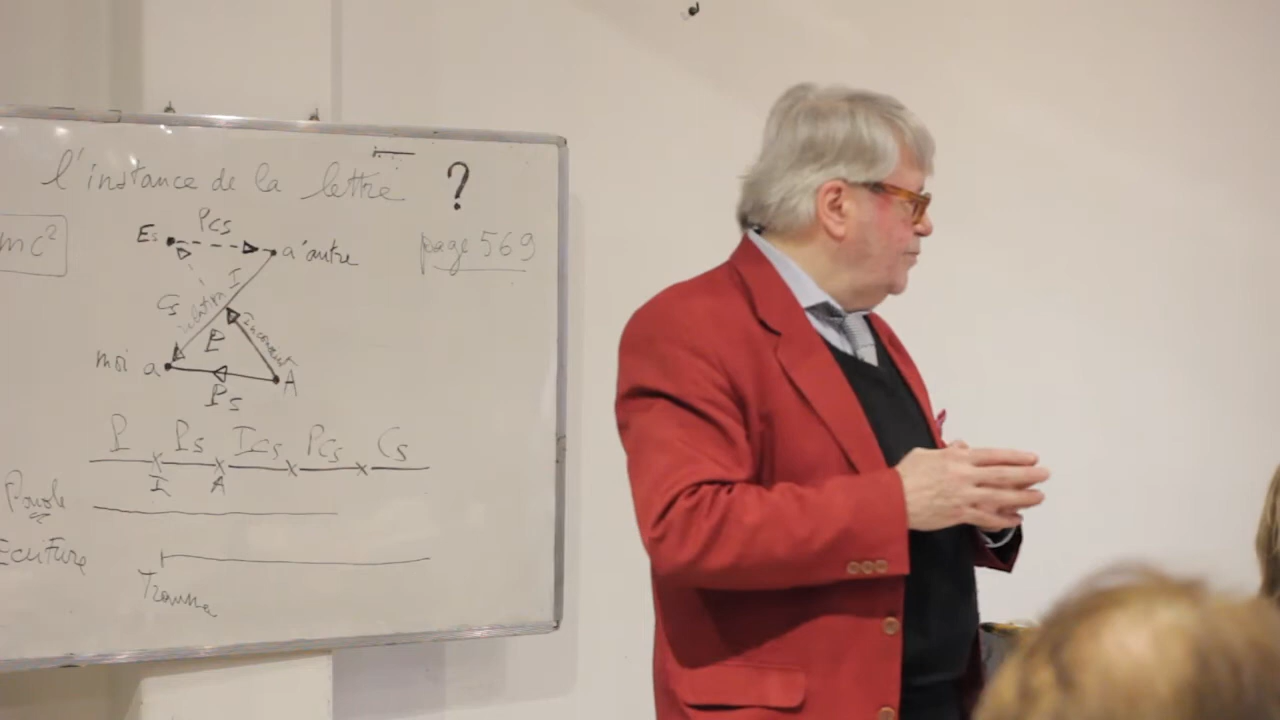 l'instance de la lettre ?
mc²
Es Pcs a'autre
page 569
Cs I
P Inconscient
moi a A
Ps
P Ps Ics Pcs Cs
I A
Parole
Ecriture
Trauma